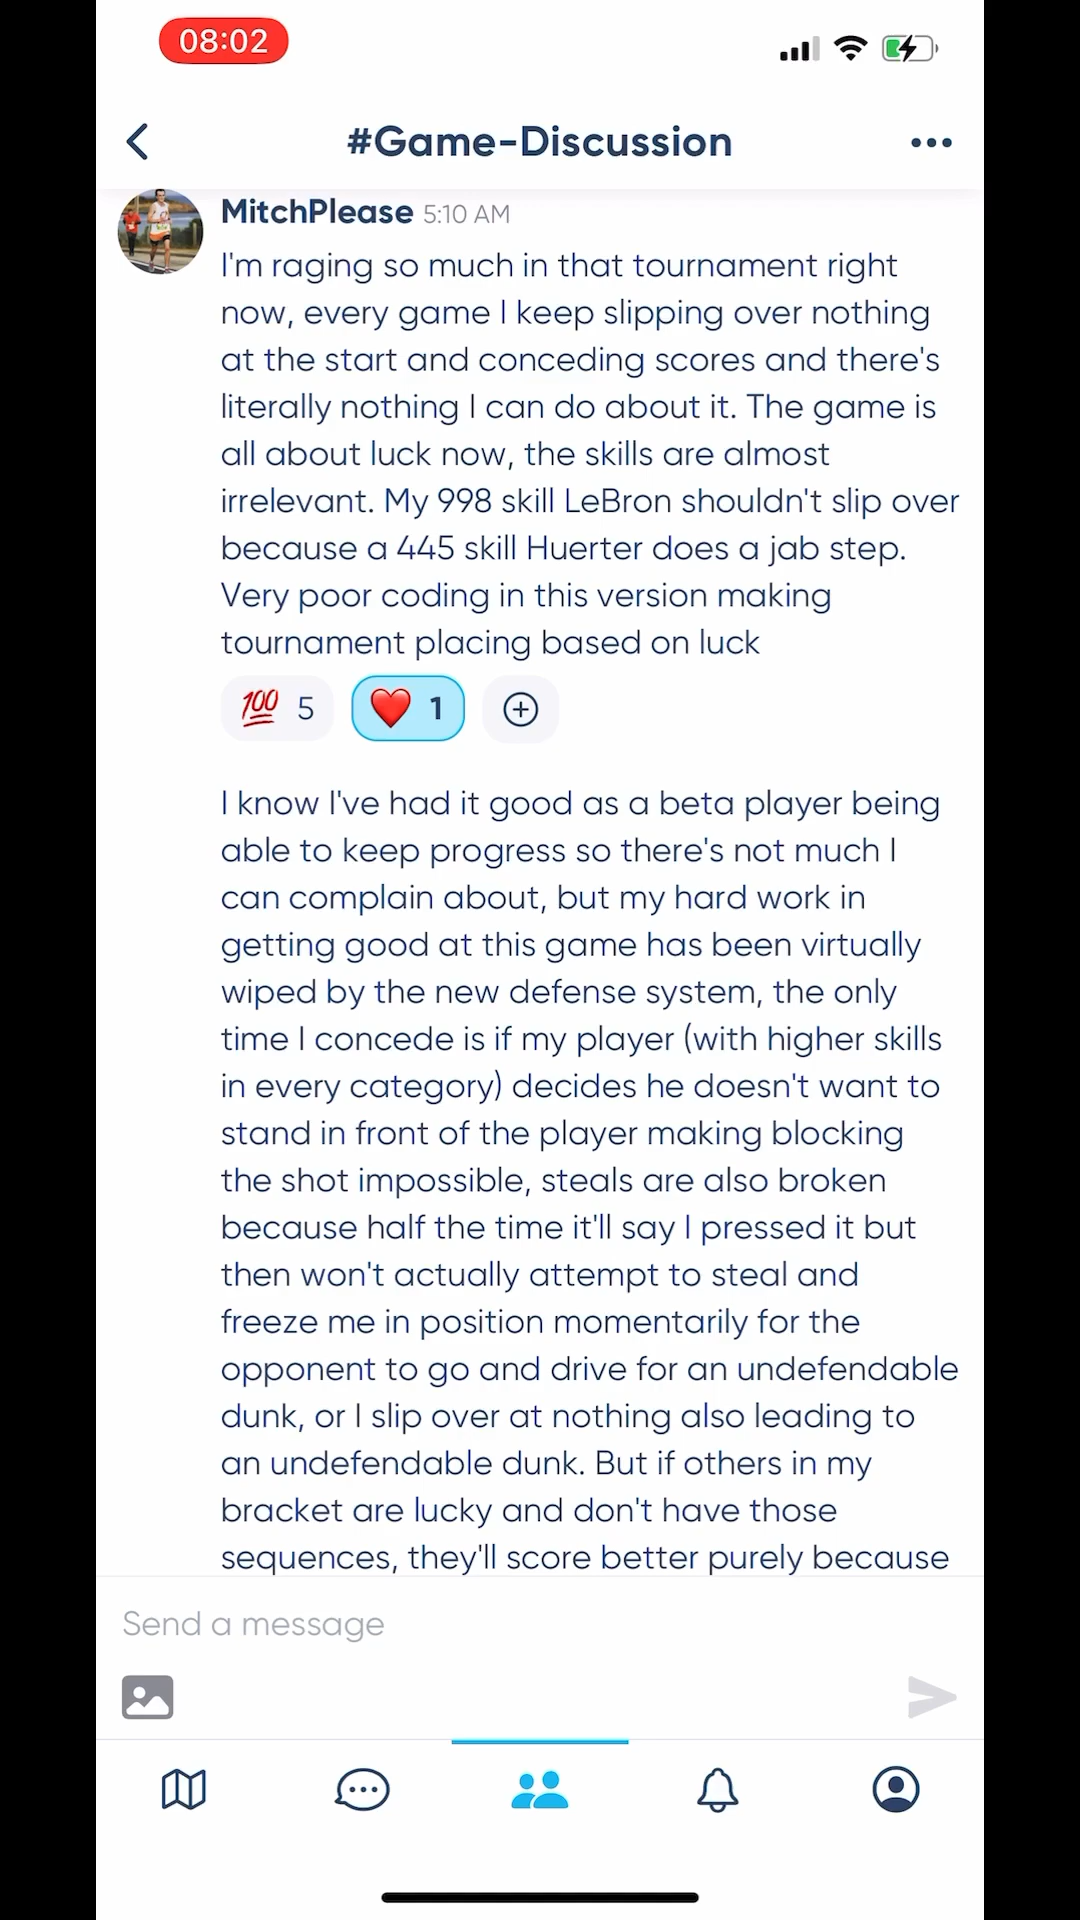 08:02
#Game-Discussion
MitchPlease 5:10 AM
I'm raging so much in that tournament right
now, every game I keep slipping over nothing
at the start and conceding scores and there's
literally nothing I can do about it. The game is
all about luck now, the skills are almost
irrelevant. My 998 skill LeBron shouldn't slip over
because a 445 skill Huerter does a jab step.
Very poor coding in this version making
tournament placing based on luck
💯 5 ❤️ 1
I know I've had it good as a beta player being
able to keep progress so there's not much I
can complain about, but my hard work in
getting good at this game has been virtually
wiped by the new defense system, the only
time I concede is if my player (with higher skills
in every category) decides he doesn't want to
stand in front of the player making blocking
the shot impossible, steals are also broken
because half the time it'll say I pressed it but
then won't actually attempt to steal and
freeze me in position momentarily for the
opponent to go and drive for an undefendable
dunk, or I slip over at nothing also leading to
an undefendable dunk. But if others in my
bracket are lucky and don't have those
sequences, they'll score better purely because
Send a message